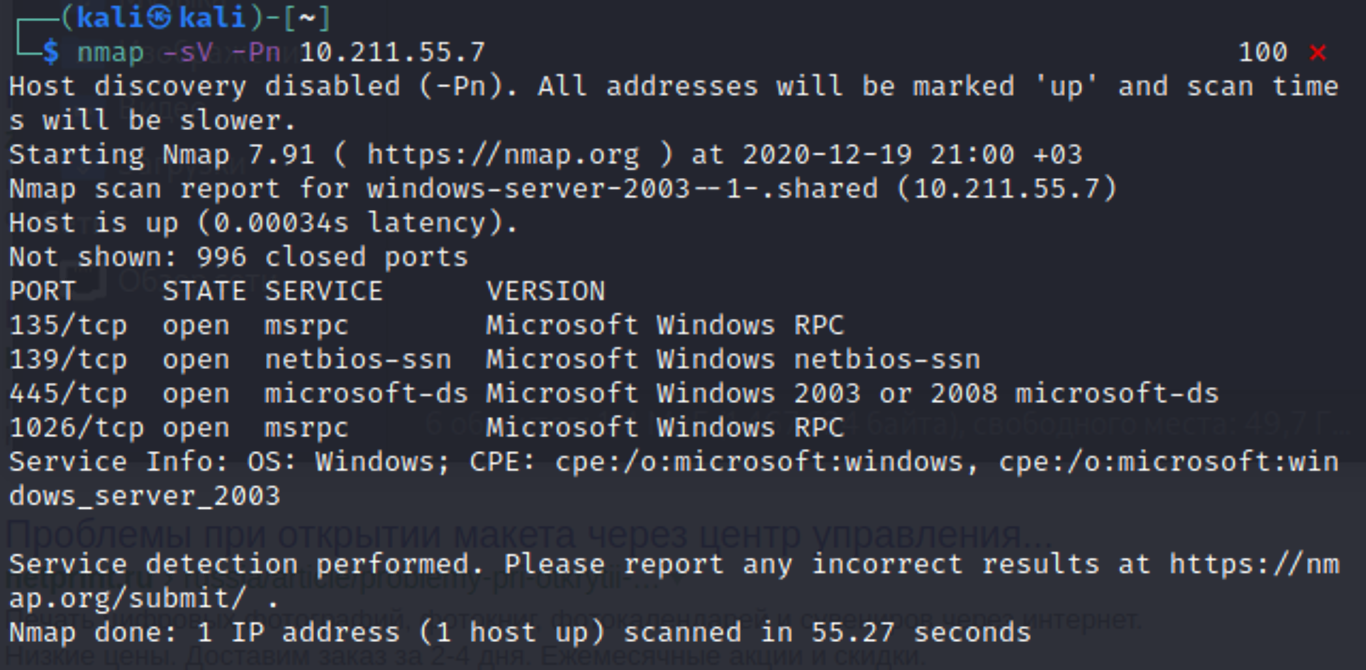 ┌──(kali㉿kali)-[~]
└─$ nmap -sV -Pn 10.211.55.7 100 ⨯
Host discovery disabled (-Pn). All addresses will be marked 'up' and scan time
s will be slower.
Starting Nmap 7.91 ( https://nmap.org ) at 2020-12-19 21:00 +03
Nmap scan report for windows-server-2003--1-.shared (10.211.55.7)
Host is up (0.00034s latency).
Not shown: 996 closed ports
PORT     STATE SERVICE      VERSION
135/tcp  open  msrpc        Microsoft Windows RPC
139/tcp  open  netbios-ssn  Microsoft Windows netbios-ssn
445/tcp  open  microsoft-ds Microsoft Windows 2003 or 2008 microsoft-ds
1026/tcp open  msrpc        Microsoft Windows RPC
байта), свободного места: 49,7 Г...
Service Info: OS: Windows; CPE: cpe:/o:microsoft:windows, cpe:/o:microsoft:win
dows_server_2003
Проблемы при открытии макета через центр управления...
Service detection performed. Please report any incorrect results at https://nm
ap.org/submit/ .
Nmap done: 1 IP address (1 host up) scanned in 55.27 seconds
Низкие цены. Доставим заказ за 2-4 дня. Ежемесячные акции и скидки.